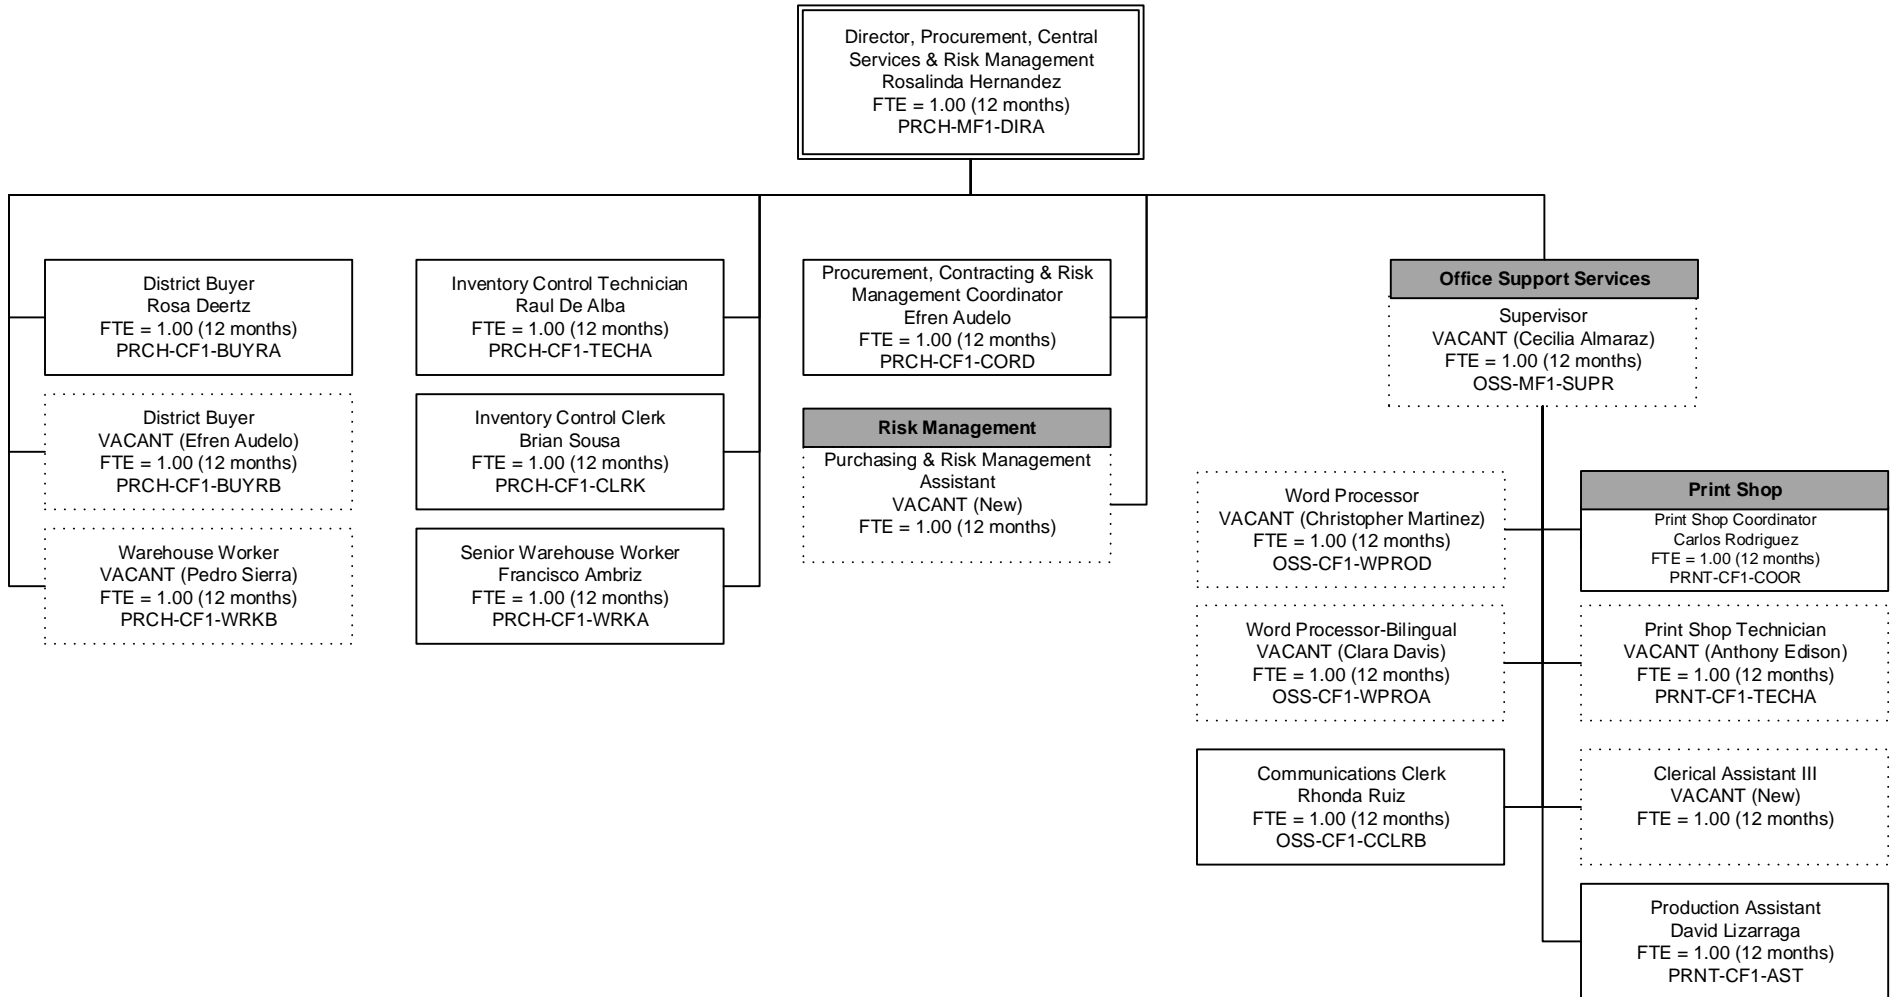 Director, Procurement, Central
Services & Risk Management
Rosalinda Hernandez
FTE = 1.00 (12 months)
PRCH-MF1-DIRA
District Buyer
Rosa Deertz
FTE = 1.00 (12 months)
PRCH-CF1-BUYRA
District Buyer
VACANT (Efren Audelo)
FTE = 1.00 (12 months)
PRCH-CF1-BUYRB
Warehouse Worker
VACANT (Pedro Sierra)
FTE = 1.00 (12 months)
PRCH-CF1-WRKB
Inventory Control Technician
Raul De Alba
FTE = 1.00 (12 months)
PRCH-CF1-TECHA
Inventory Control Clerk
Brian Sousa
FTE = 1.00 (12 months)
PRCH-CF1-CLRK
Senior Warehouse Worker
Francisco Ambriz
FTE = 1.00 (12 months)
PRCH-CF1-WRKA
Procurement, Contracting & Risk
Management Coordinator
Efren Audelo
FTE = 1.00 (12 months)
PRCH-CF1-CORD
Risk Management
Purchasing & Risk Management
Assistant
VACANT (New)
FTE = 1.00 (12 months)
Office Support Services
Supervisor
VACANT (Cecilia Almaraz)
FTE = 1.00 (12 months)
OSS-MF1-SUPR
Word Processor
VACANT (Christopher Martinez)
FTE = 1.00 (12 months)
OSS-CF1-WPROD
Word Processor-Bilingual
VACANT (Clara Davis)
FTE = 1.00 (12 months)
OSS-CF1-WPROA
Communications Clerk
Rhonda Ruiz
FTE = 1.00 (12 months)
OSS-CF1-CCLRB
Print Shop
Print Shop Coordinator
Carlos Rodriguez
FTE = 1.00 (12 months)
PRNT-CF1-COOR
Print Shop Technician
VACANT (Anthony Edison)
FTE = 1.00 (12 months)
PRNT-CF1-TECHA
Clerical Assistant III
VACANT (New)
FTE = 1.00 (12 months)
Production Assistant
David Lizarraga
FTE = 1.00 (12 months)
PRNT-CF1-AST